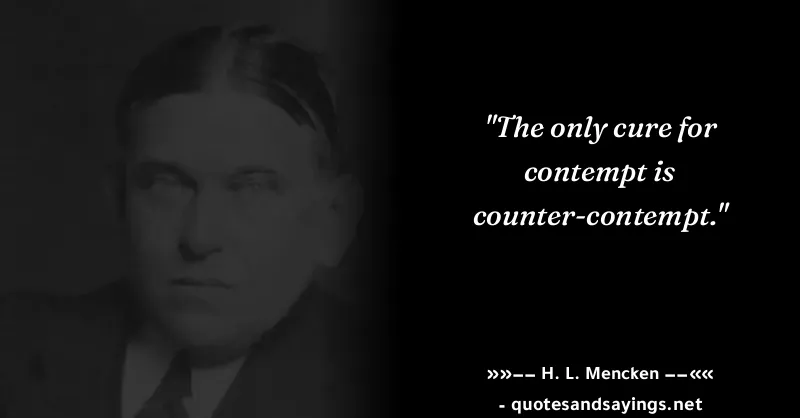 "The only cure for
contempt is
counter-contempt."
»»−− H. L. Mencken −−««
- quotesandsayings.net